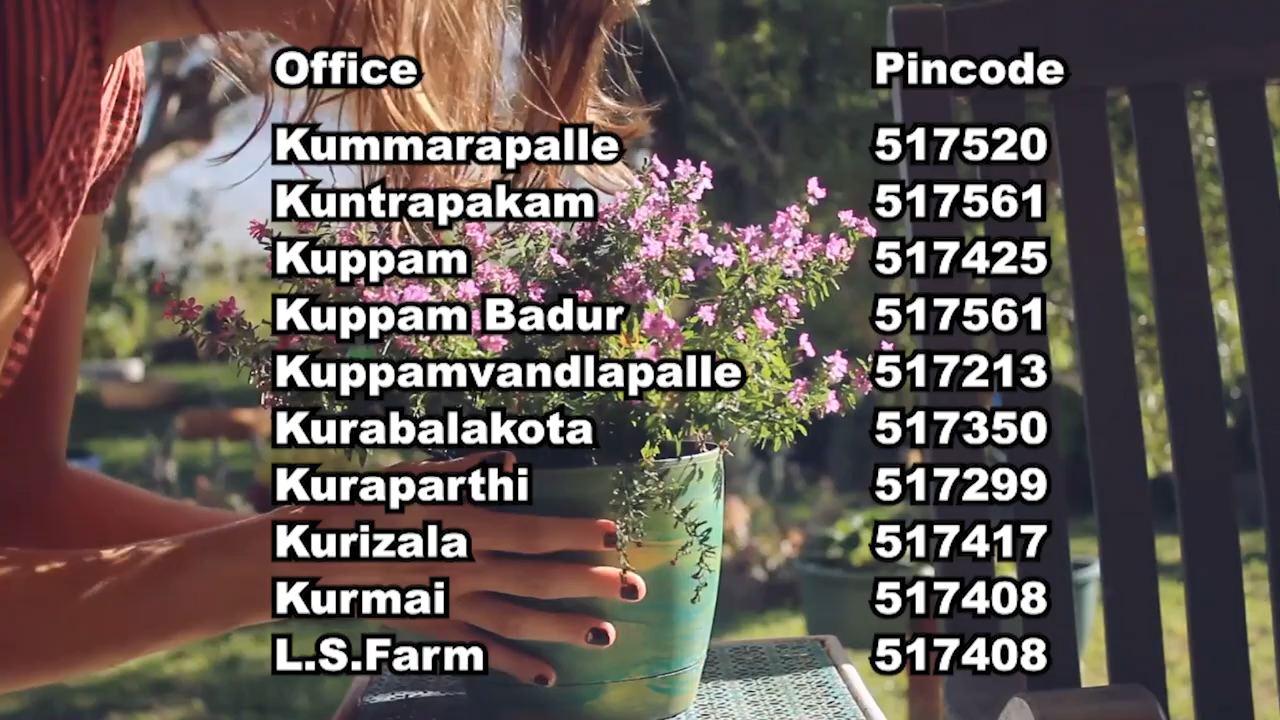 Office Pincode
Kummarapalle 517520
Kuntrapakam 517561
Kuppam 517425
Kuppam Badur 517561
Kuppamvandlapalle 517213
Kurabalakota 517350
Kuraparthi 517299
Kurizala 517417
Kurmai 517408
L.S.Farm 517408